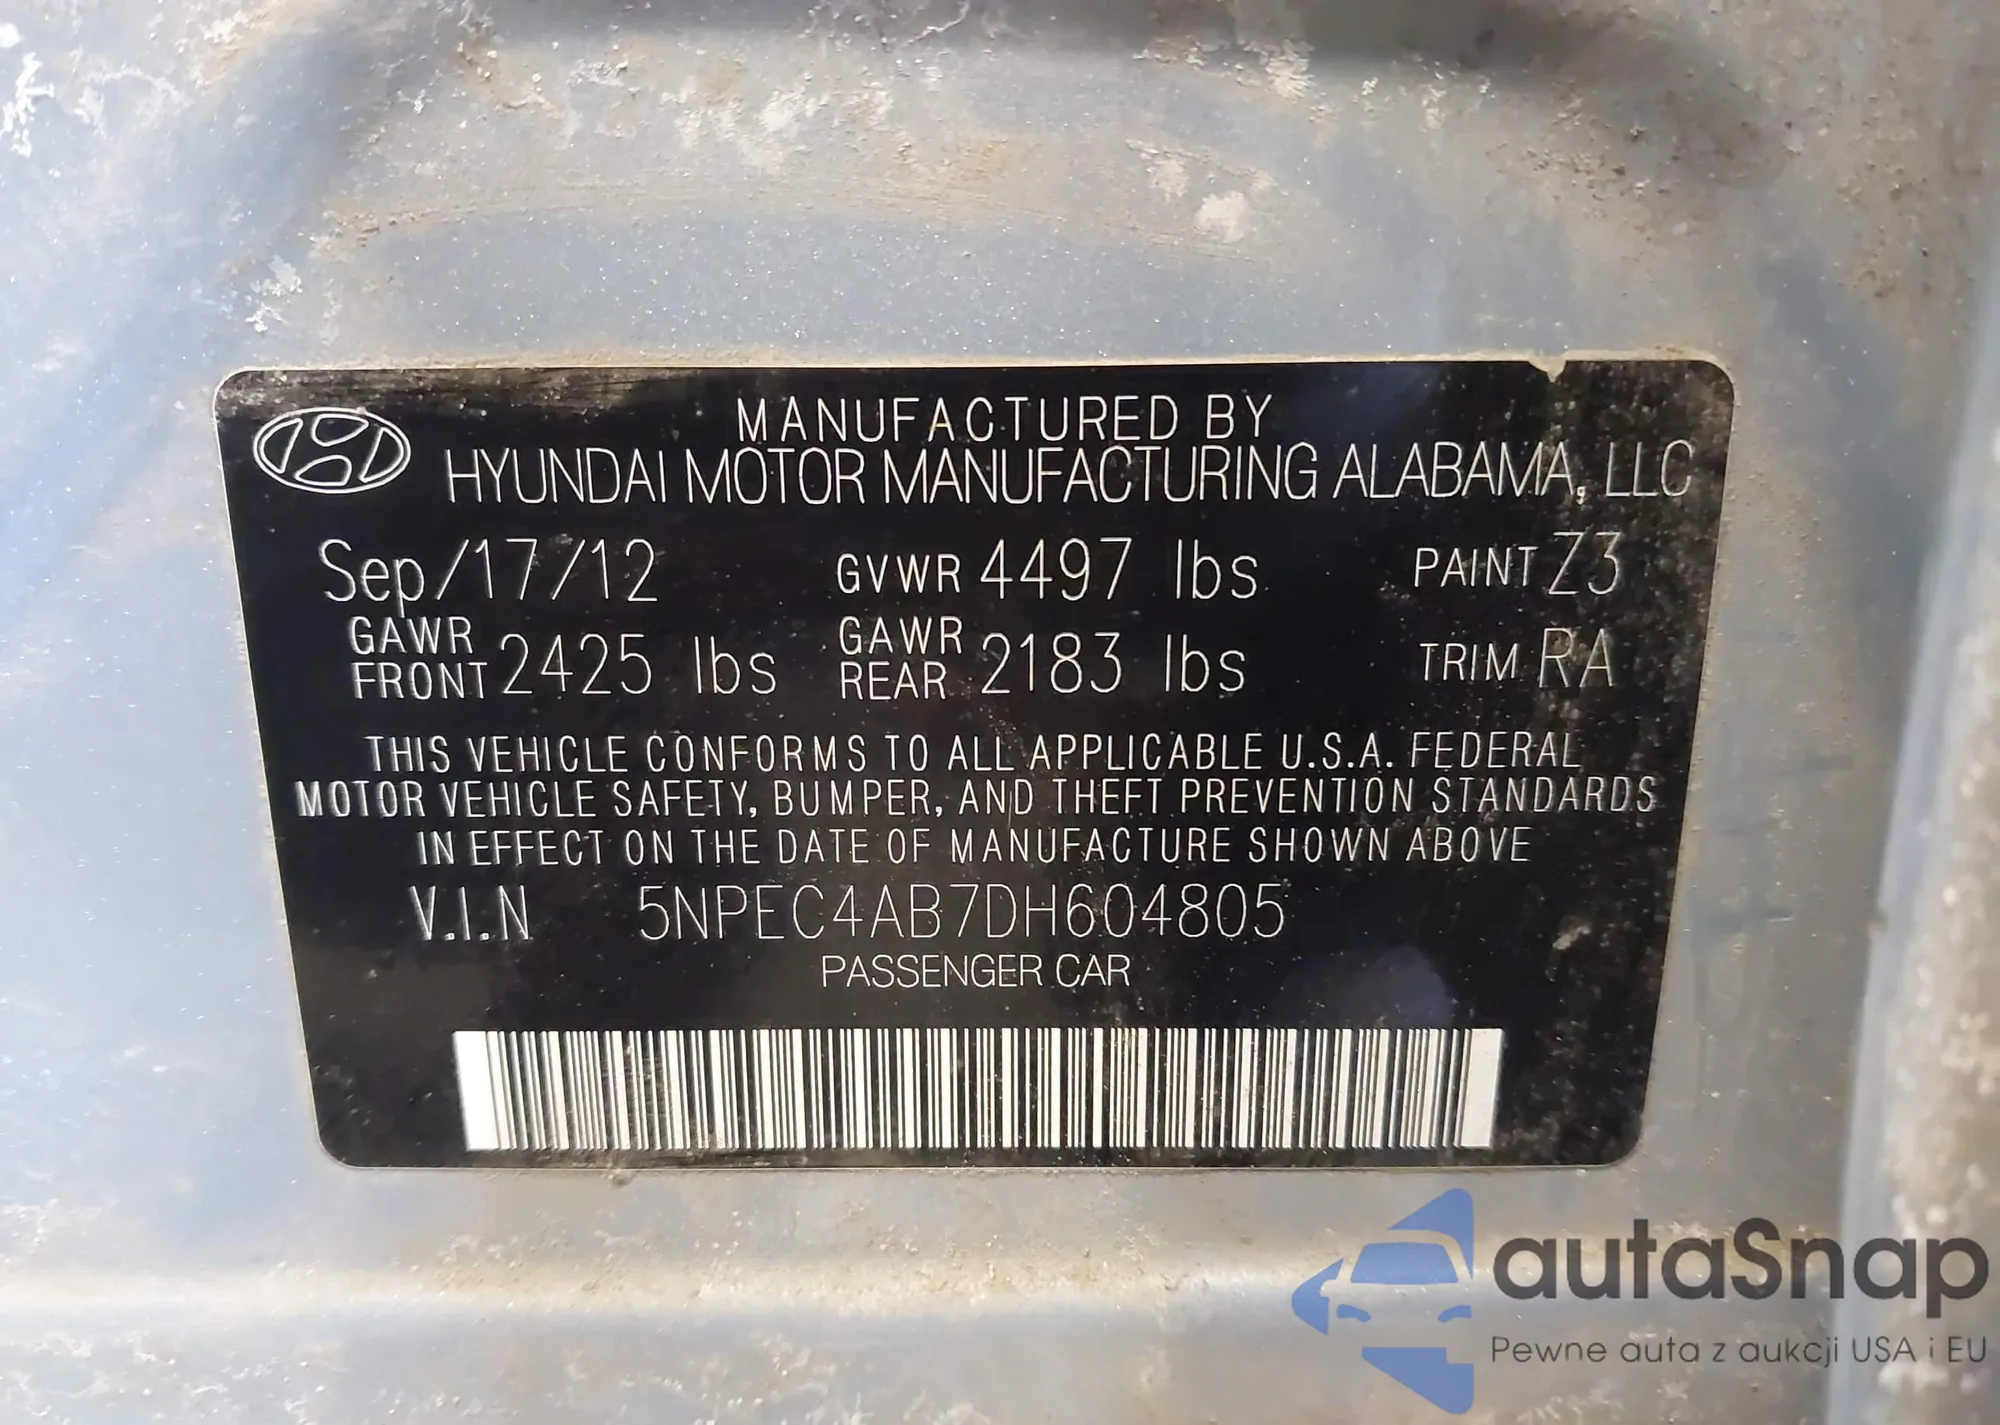 MANUFACTURED BY
HYUNDAI MOTOR MANUFACTURING ALABAMA, LLC
Sep/17/12 GVWR 4497 lbs PAINT Z3
GAWR FRONT 2425 lbs GAWR REAR 2183 lbs TRIM RA
THIS VEHICLE CONFORMS TO ALL APPLICABLE U.S.A. FEDERAL
MOTOR VEHICLE SAFETY, BUMPER, AND THEFT PREVENTION STANDARDS
IN EFFECT ON THE DATE OF MANUFACTURE SHOWN ABOVE
V.I.N 5NPEC4AB7DH604805
PASSENGER CAR
autaSnap
Pewne auta z aukcji USA i EU